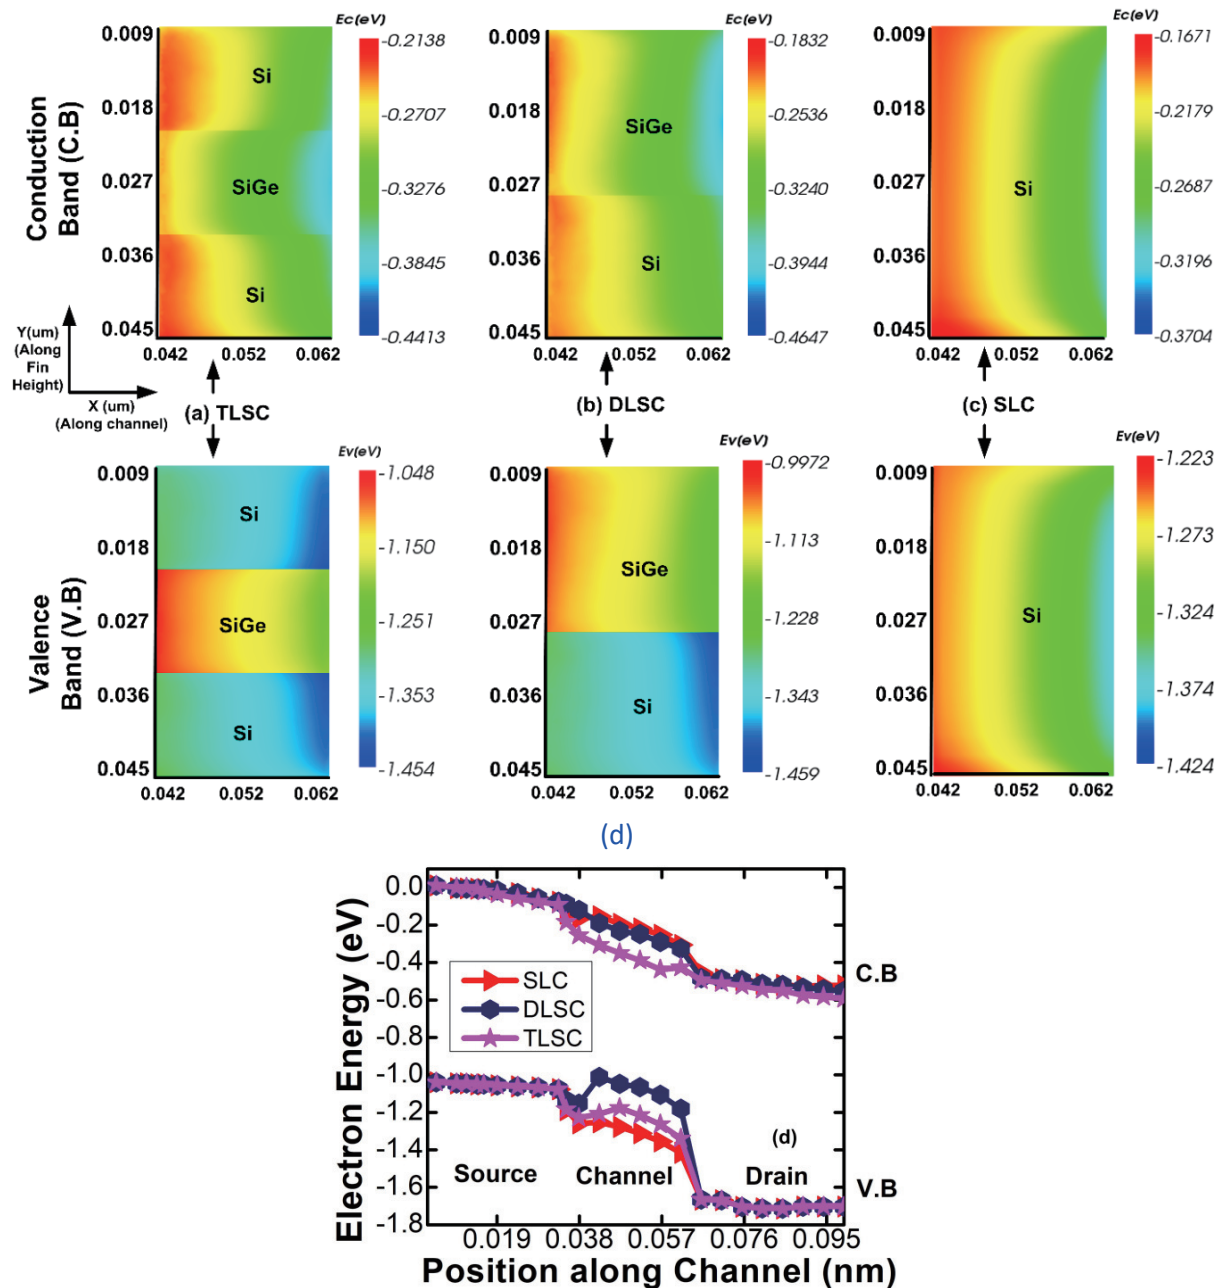 Conduction
Band (C.B)
Ec(eV)
0.009
0.018
0.027
0.036
0.045
Si
SiGe
Si
-0.2138
-0.2707
-0.3276
-0.3845
-0.4413
0.042 0.052 0.062
Ec(eV)
0.009
0.018
0.027
0.036
0.045
SiGe
Si
-0.1832
-0.2536
-0.3240
-0.3944
-0.4647
0.042 0.052 0.062
Ec(eV)
0.009
0.018
0.027
0.036
0.045
Si
-0.1671
-0.2179
-0.2687
-0.3196
-0.3704
0.042 0.052 0.062
Y(um)
(Along
Fin
Height)
X (um)
(Along channel)
(a) TLSC
(b) DLSC
(c) SLC
Valence
Band (V.B)
Ev(eV)
0.009
0.018
0.027
0.036
0.045
Si
SiGe
Si
-1.048
-1.150
-1.251
-1.353
-1.454
0.042 0.052 0.062
Ev(eV)
0.009
0.018
0.027
0.036
0.045
SiGe
Si
-0.9972
-1.113
-1.228
-1.343
-1.459
0.042 0.052 0.062
Ev(eV)
0.009
0.018
0.027
0.036
0.045
Si
-1.223
-1.273
-1.324
-1.374
-1.424
0.042 0.052 0.062
(d)
Electron Energy (eV)
0.0
-0.2
-0.4
-0.6
-0.8
-1.0
-1.2
-1.4
-1.6
-1.8
SLC
DLSC
TLSC
C.B
(d)
Source Channel Drain
V.B
0.019 0.038 0.057 0.076 0.095
Position along Channel (nm)